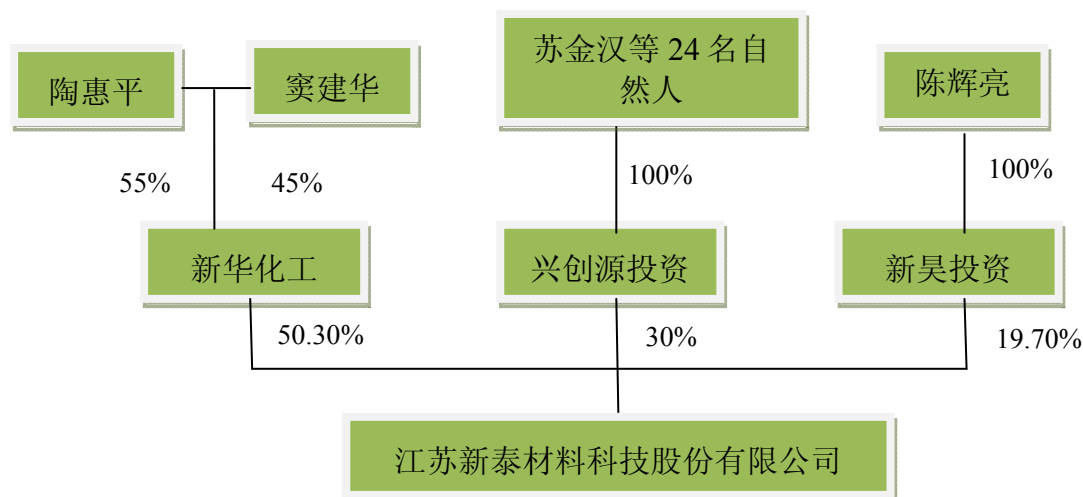 陶惠平
窦建华
苏金汉等 24 名自
然人
陈辉亮
55%
45%
100%
100%
新华化工
兴创源投资
新昊投资
50.30%
30%
19.70%
江苏新泰材料科技股份有限公司